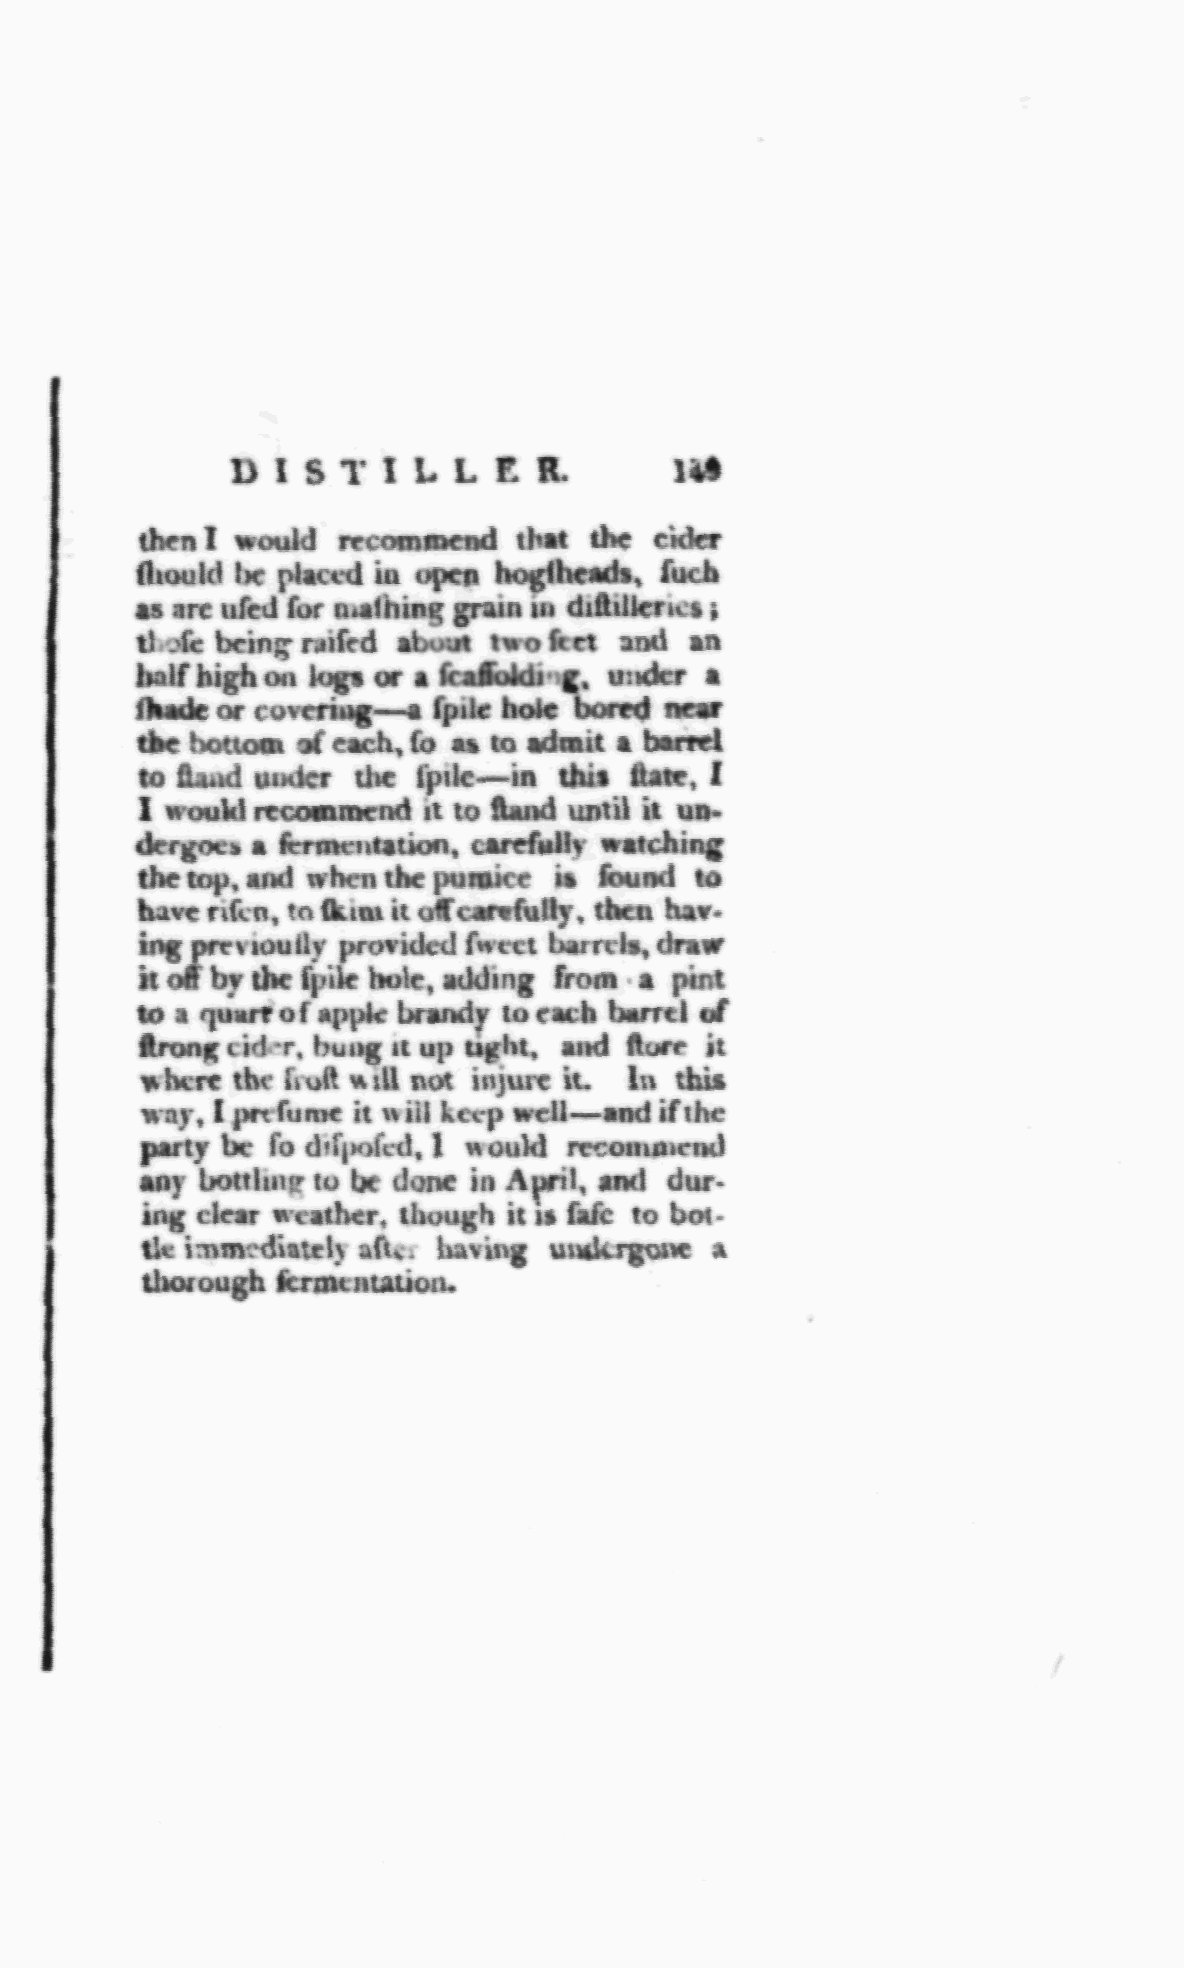 DISTILLER. 149
then I would recommend that the cider
ſhould be placed in open hogſheads, ſuch
as are uſed for maſhing grain in diſtilleries;
thoſe being raiſed about two feet and an
half high on logs or a ſcaffolding, under a
ſhade or covering—a ſpile hole bored near
the bottom of each, ſo as to admit a barrel
to ſtand under the ſpile—in this ſtate, I
I would recommend it to ſtand until it un-
dergoes a fermentation, carefully watching
the top, and when the pumice is found to
have riſen, to ſkim it off carefully, then hav-
ing previouſly provided ſweet barrels, draw
it off by the ſpile hole, adding from a pint
to a quart of apple brandy to each barrel of
ſtrong cider, bung it up tight, and ſtore it
where the froſt will not injure it. In this
way, I preſume it will keep well—and if the
party be ſo diſpoſed, I would recommend
any bottling to be done in April, and dur-
ing clear weather, though it is ſafe to bot-
tle immediately after having undergone a
thorough fermentation.